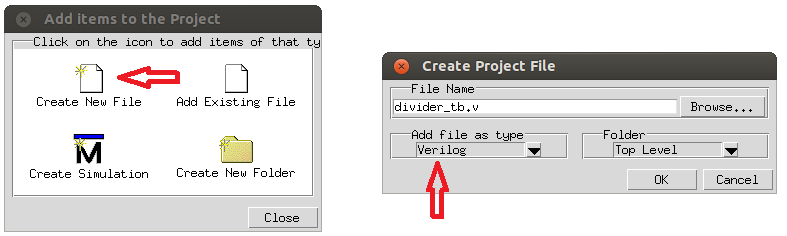 Add items to the Project
Click on the icon to add items of that ty
Create New File
Add Existing File
Create Simulation
Create New Folder
Close
Create Project File
File Name
divider_tb.v
Browse...
Add file as type
Folder
Verilog
Top Level
OK
Cancel